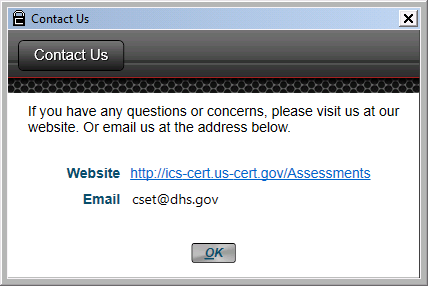 Contact Us
Contact Us
If you have any questions or concerns, please visit us at our
website. Or email us at the address below.
Website http://ics-cert.us-cert.gov/Assessments
Email cset@dhs.gov
OK